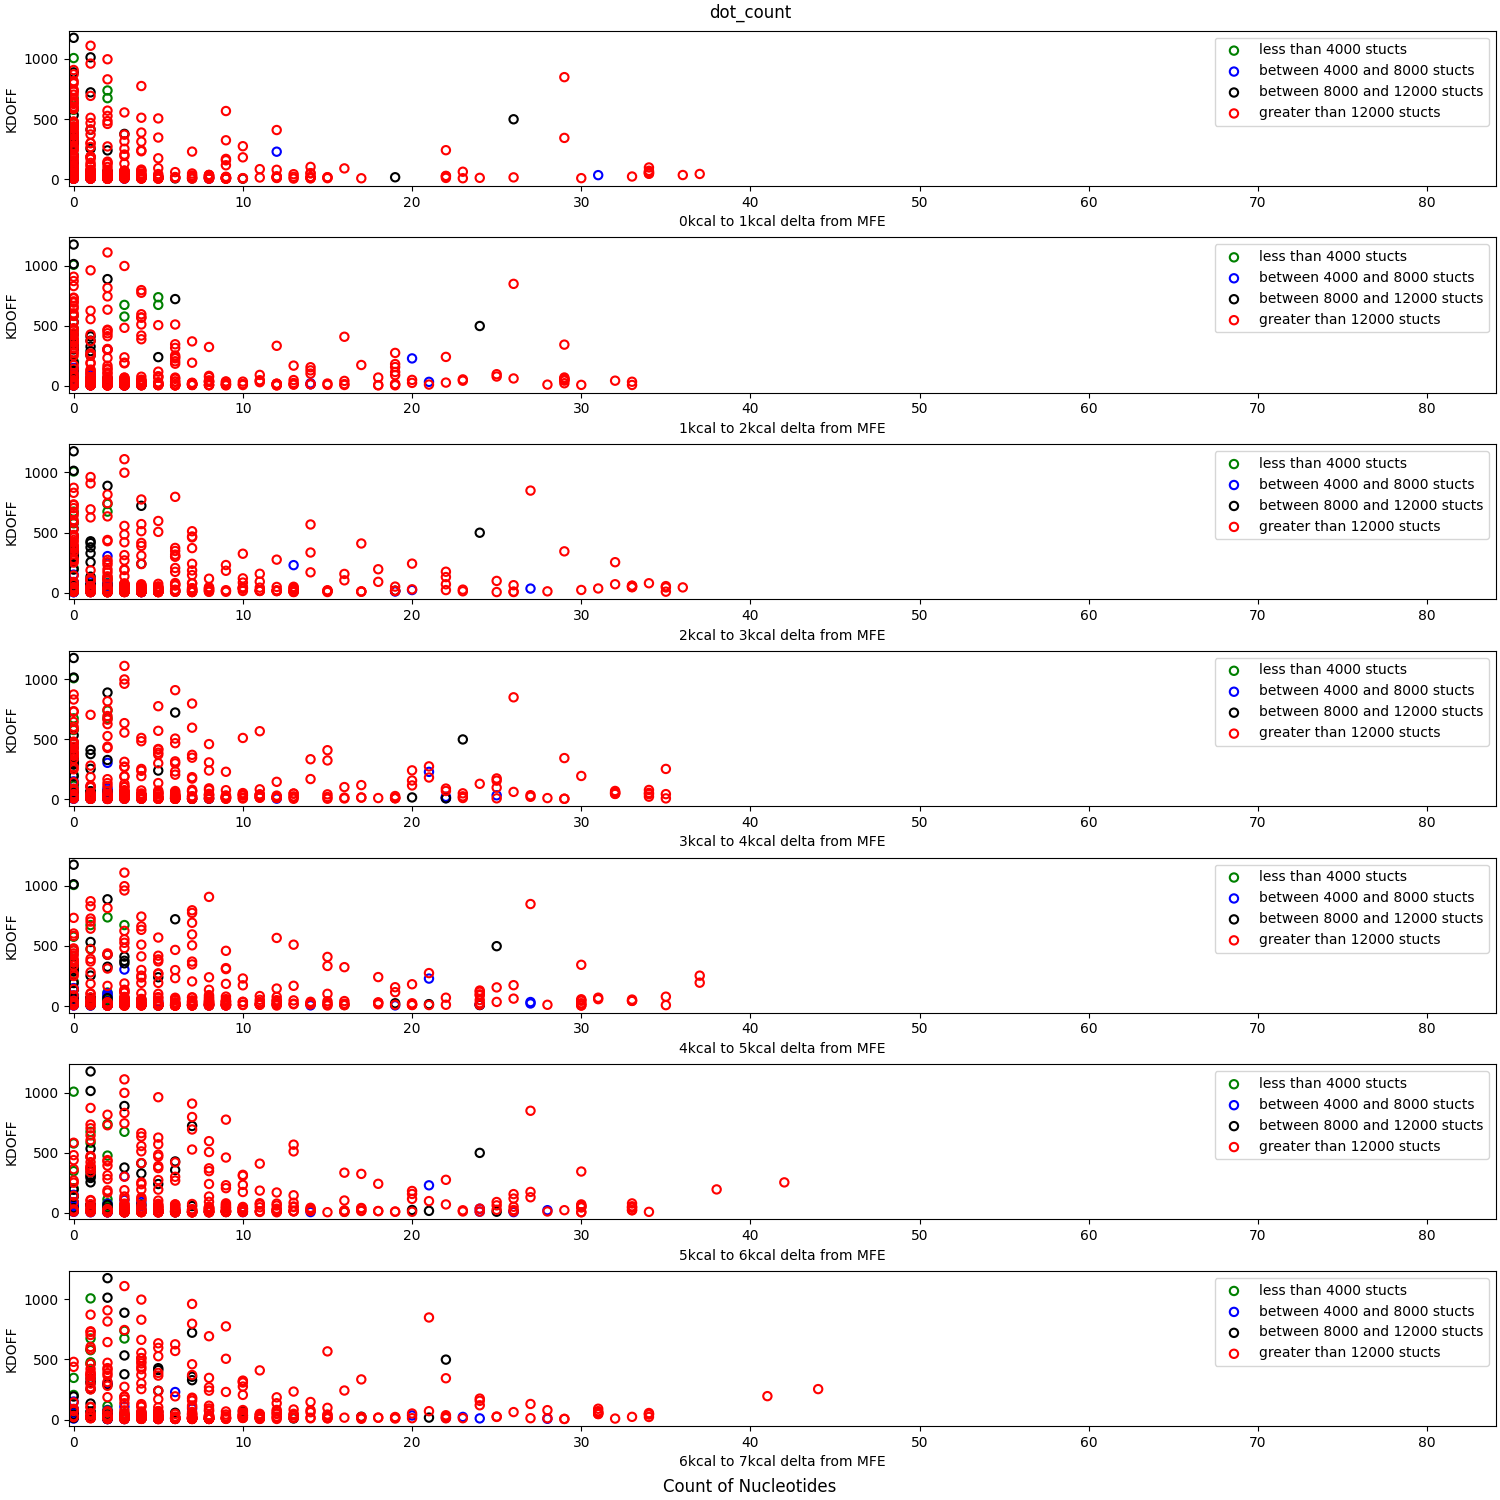 dot_count
KDOFF
1000
500
0
less than 4000 stucts
between 4000 and 8000 stucts
between 8000 and 12000 stucts
greater than 12000 stucts
0 10 20 30 40 50 60 70 80
0kcal to 1kcal delta from MFE
KDOFF
1000
500
0
less than 4000 stucts
between 4000 and 8000 stucts
between 8000 and 12000 stucts
greater than 12000 stucts
0 10 20 30 40 50 60 70 80
1kcal to 2kcal delta from MFE
KDOFF
1000
500
0
less than 4000 stucts
between 4000 and 8000 stucts
between 8000 and 12000 stucts
greater than 12000 stucts
0 10 20 30 40 50 60 70 80
2kcal to 3kcal delta from MFE
KDOFF
1000
500
0
less than 4000 stucts
between 4000 and 8000 stucts
between 8000 and 12000 stucts
greater than 12000 stucts
0 10 20 30 40 50 60 70 80
3kcal to 4kcal delta from MFE
KDOFF
1000
500
0
less than 4000 stucts
between 4000 and 8000 stucts
between 8000 and 12000 stucts
greater than 12000 stucts
0 10 20 30 40 50 60 70 80
4kcal to 5kcal delta from MFE
KDOFF
1000
500
0
less than 4000 stucts
between 4000 and 8000 stucts
between 8000 and 12000 stucts
greater than 12000 stucts
0 10 20 30 40 50 60 70 80
5kcal to 6kcal delta from MFE
KDOFF
1000
500
0
less than 4000 stucts
between 4000 and 8000 stucts
between 8000 and 12000 stucts
greater than 12000 stucts
0 10 20 30 40 50 60 70 80
6kcal to 7kcal delta from MFE
Count of Nucleotides